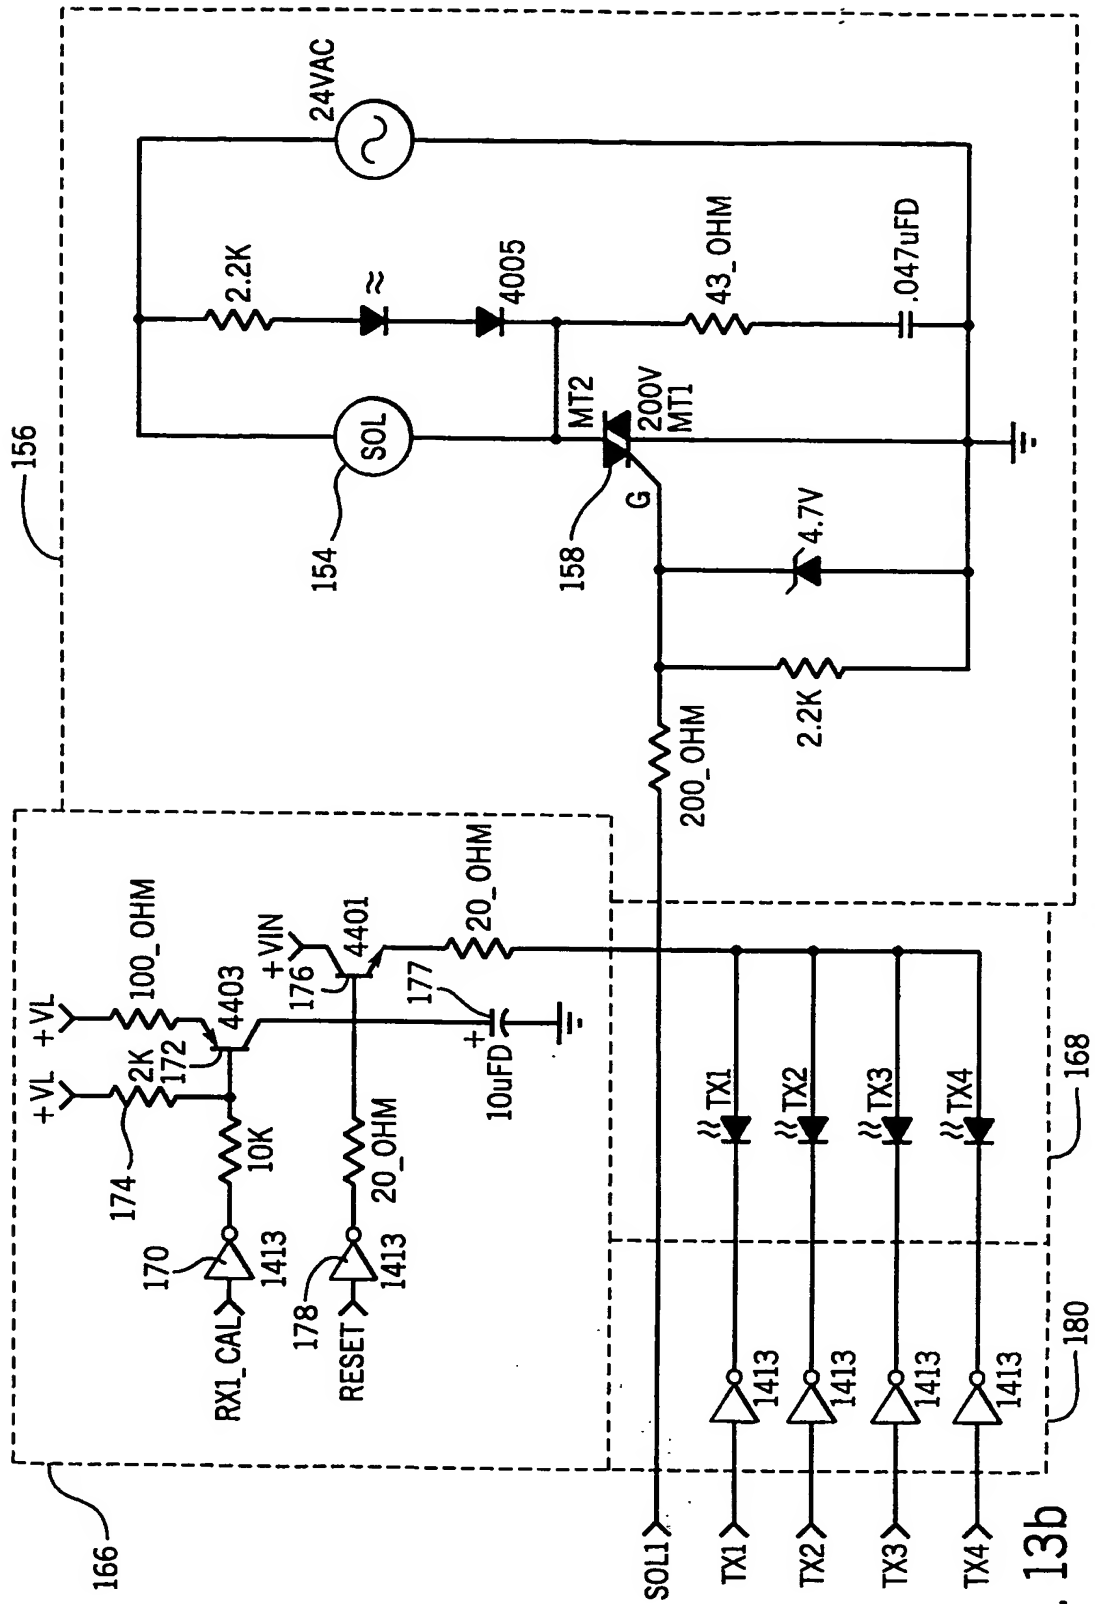 156
24VAC
2.2K
4005
43_OHM
.047uFD
SOL
154
MT2
200V
MT1
158
G
4.7V
2.2K
200_OHM
+VL
+VL
100_OHM
4403
2K
172
174
10K
170
1413
RX1_CAL
+VIN
4401
176
20_OHM
177
+
10uFD
20_OHM
178
1413
RESET
166
TX1
TX2
TX3
TX4
168
1413
1413
1413
1413
180
SOL1
TX1
TX2
TX3
TX4
. 13b